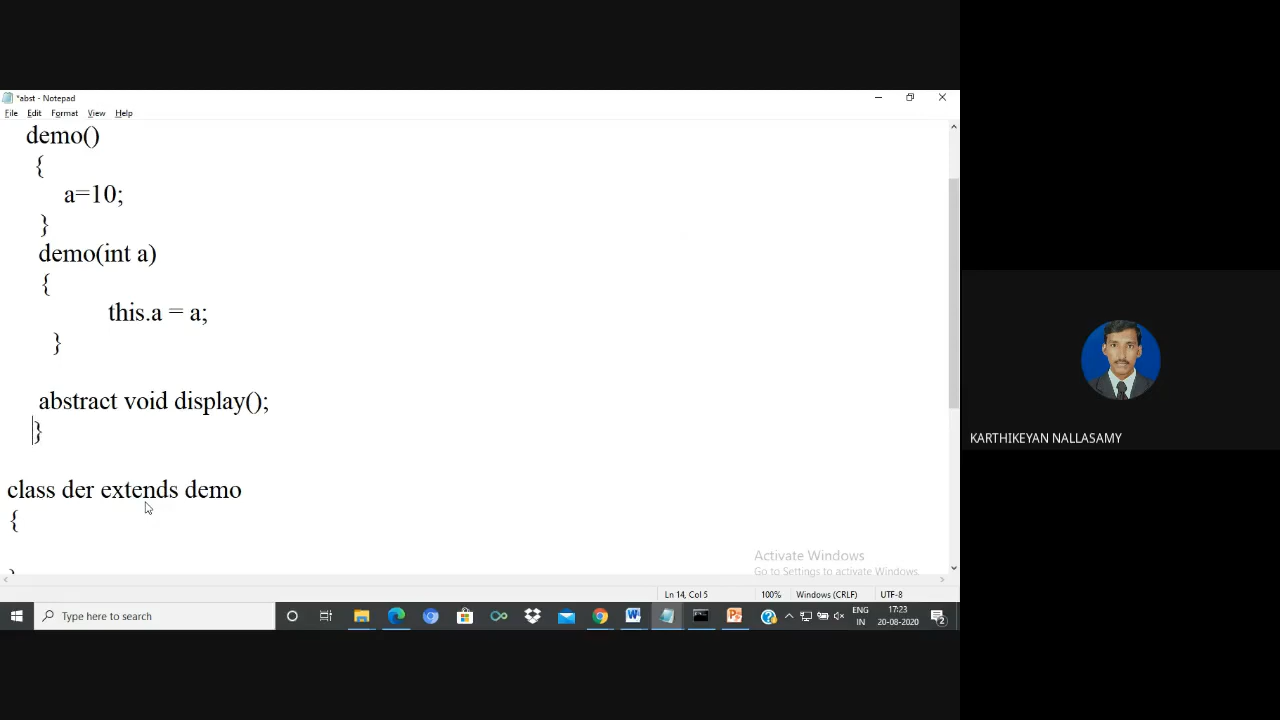 *abst - Notepad
File Edit Format View Help
demo()
{
a=10;
}
demo(int a)
{
this.a = a;
}
abstract void display();
}
class der extends demo
{
}
Activate Windows
Go to Settings to activate Windows.
Ln 14, Col 5 100% Windows (CRLF) UTF-8
Type here to search
ENG
IN
17:23
20-08-2020
2
KARTHIKEYAN NALLASAMY